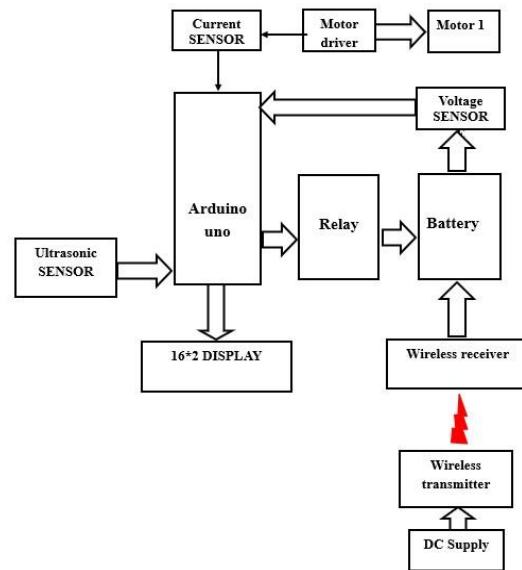 Current
SENSOR
Motor
driver
Motor 1
Voltage
SENSOR
Arduino
uno
Relay
Battery
Ultrasonic
SENSOR
16*2 DISPLAY
Wireless receiver
Wireless
transmitter
DC Supply